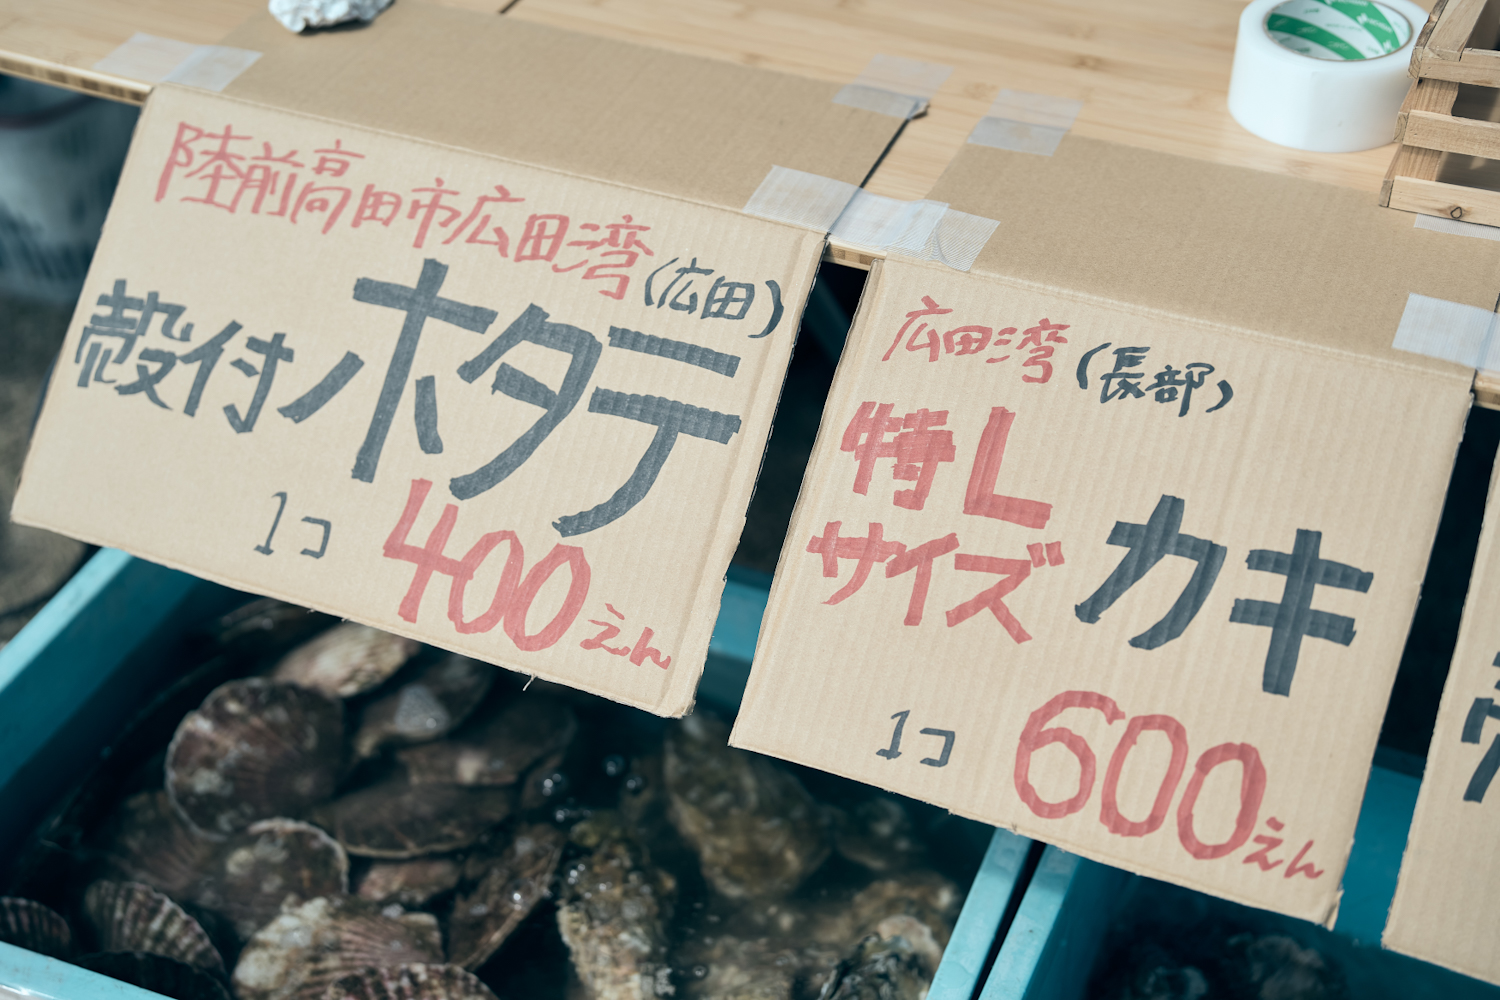 陸前高田市広田湾(広田)
殻付ホタテ
1コ 400えん
広田湾(長部)
特L
サイズ カキ
1コ 600えん